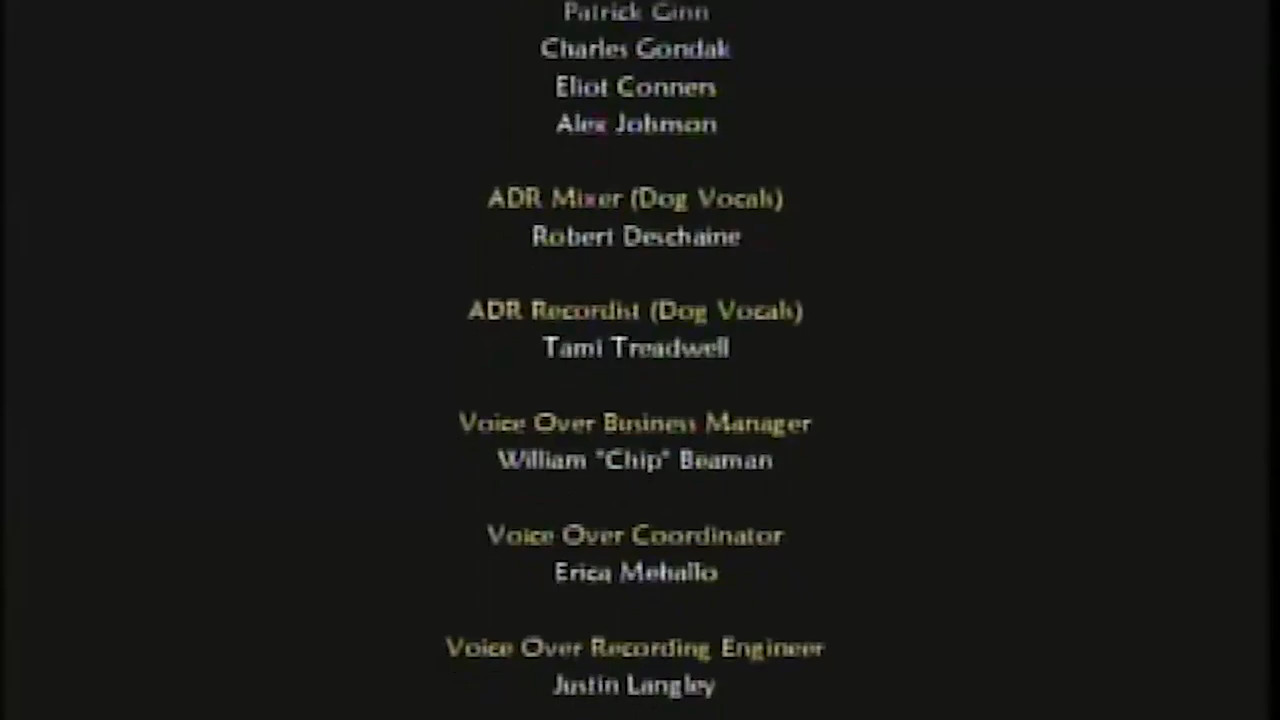 Patrick Ginn
Charles Gondak
Eliot Conners
Alex Johnson
ADR Mixer (Dog Vocals)
Robert Deschaine
ADR Recordist (Dog Vocals)
Tami Treadwell
Voice Over Business Manager
William "Chip" Beaman
Voice Over Coordinator
Erica Mehallo
Voice Over Recording Engineer
Justin Langley